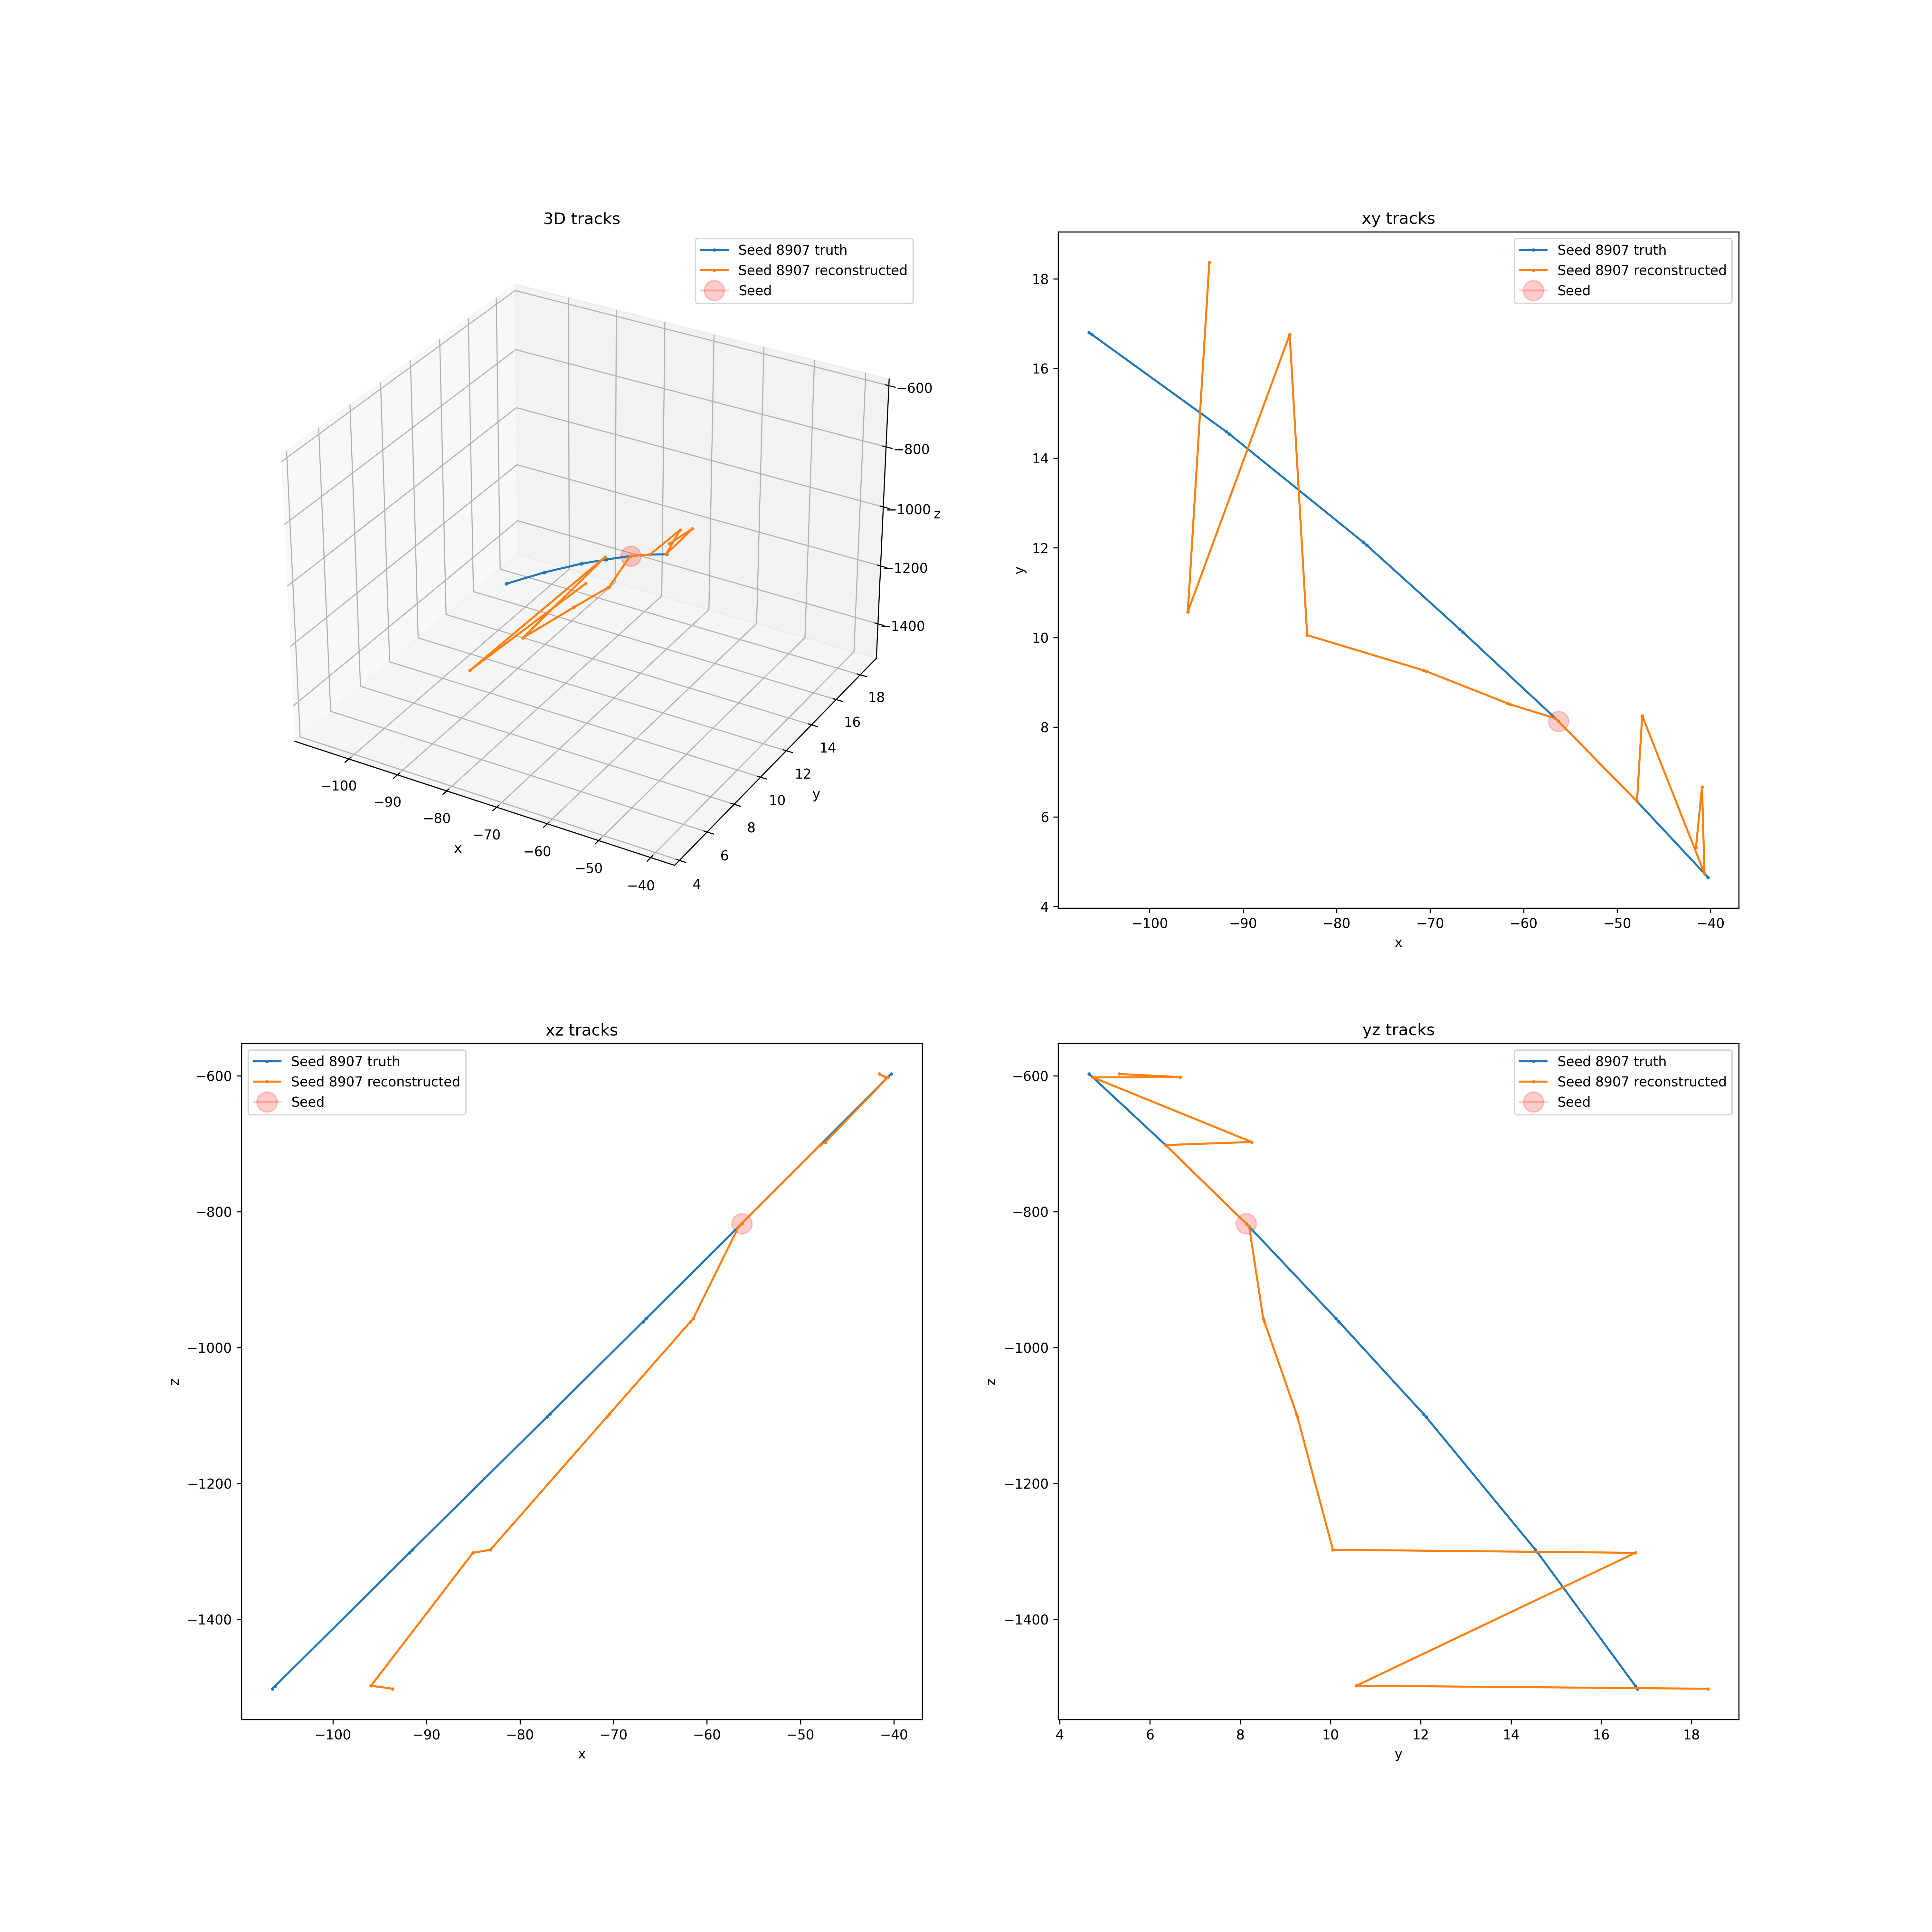 3D tracks
Seed 8907 truth
Seed 8907 reconstructed
Seed
−600
−800
−1000
−1200
−1400
z
18
16
14
12
10
8
6
4
y
−100
−90
−80
−70
−60
−50
−40
x
xy tracks
Seed 8907 truth
Seed 8907 reconstructed
Seed
18
16
14
12
10
8
6
4
y
−100 −90 −80 −70 −60 −50 −40
x
xz tracks
Seed 8907 truth
Seed 8907 reconstructed
Seed
−600
−800
−1000
−1200
−1400
z
−100 −90 −80 −70 −60 −50 −40
x
yz tracks
Seed 8907 truth
Seed 8907 reconstructed
Seed
−600
−800
−1000
−1200
−1400
z
4 6 8 10 12 14 16 18
y